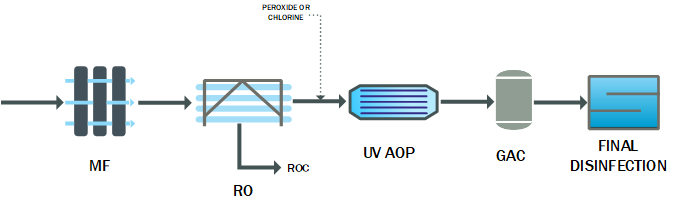 PEROXIDE OR
CHLORINE
MF
RO
ROC
UV AOP
GAC
FINAL
DISINFECTION